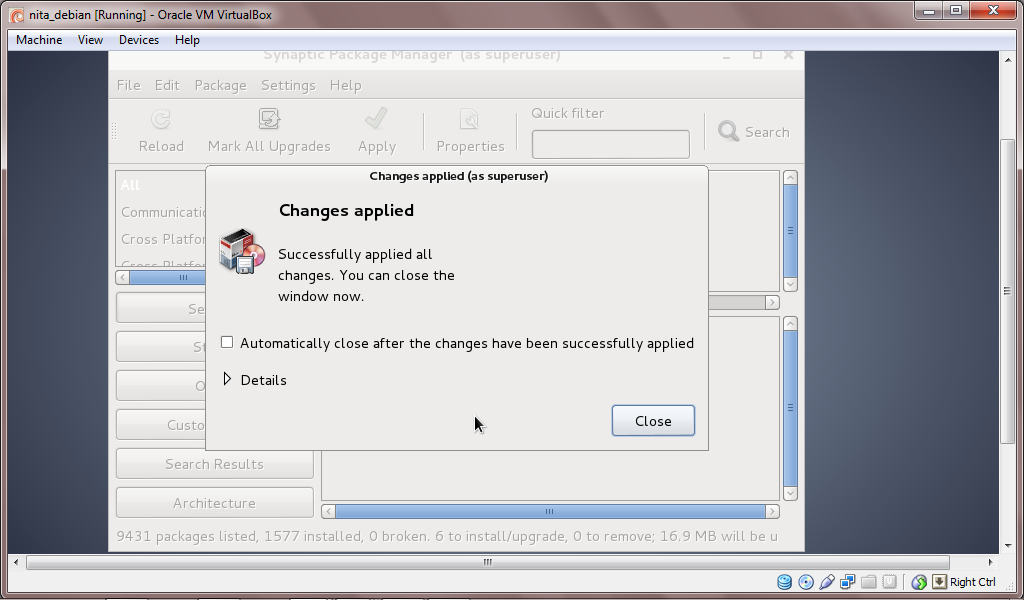 nita_debian [Running] - Oracle VM VirtualBox
Machine View Devices Help
Synaptic Package Manager (as superuser)
File Edit Package Settings Help
Reload Mark All Upgrades Apply Properties Quick filter Search
All
Communicatio
Cross Platfor
Se
St
O
Custo
Search Results
Architecture
Changes applied (as superuser)
Changes applied
Successfully applied all
changes. You can close the
window now.
Automatically close after the changes have been successfully applied
Details
Close
9431 packages listed, 1577 installed, 0 broken. 6 to install/upgrade, 0 to remove; 16.9 MB will be u
Right Ctrl